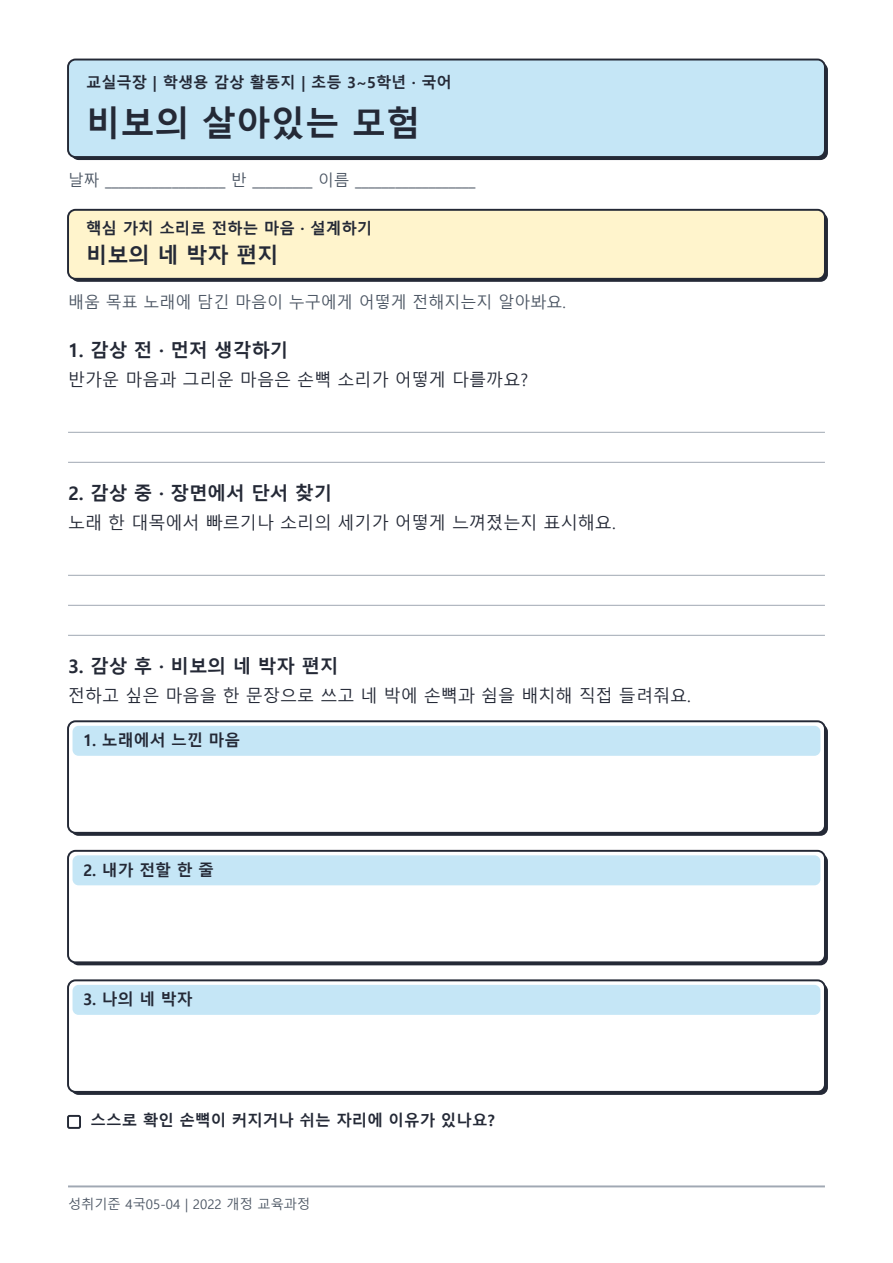 교실극장 | 학생용 감상 활동지 | 초등 3~5학년 · 국어
비보의 살아있는 모험
날짜 ________________ 반 ________ 이름 ________________
핵심 가치 소리로 전하는 마음 · 설계하기
비보의 네 박자 편지
배움 목표 노래에 담긴 마음이 누구에게 어떻게 전해지는지 알아봐요.
1. 감상 전 · 먼저 생각하기
반가운 마음과 그리운 마음은 손뼉 소리가 어떻게 다를까요?
2. 감상 중 · 장면에서 단서 찾기
노래 한 대목에서 빠르기나 소리의 세기가 어떻게 느껴졌는지 표시해요.
3. 감상 후 · 비보의 네 박자 편지
전하고 싶은 마음을 한 문장으로 쓰고 네 박에 손뼉과 쉼을 배치해 직접 들려줘요.
1. 노래에서 느낀 마음
2. 내가 전할 한 줄
3. 나의 네 박자
스스로 확인 손뼉이 커지거나 쉬는 자리에 이유가 있나요?
성취기준 4국05-04 | 2022 개정 교육과정